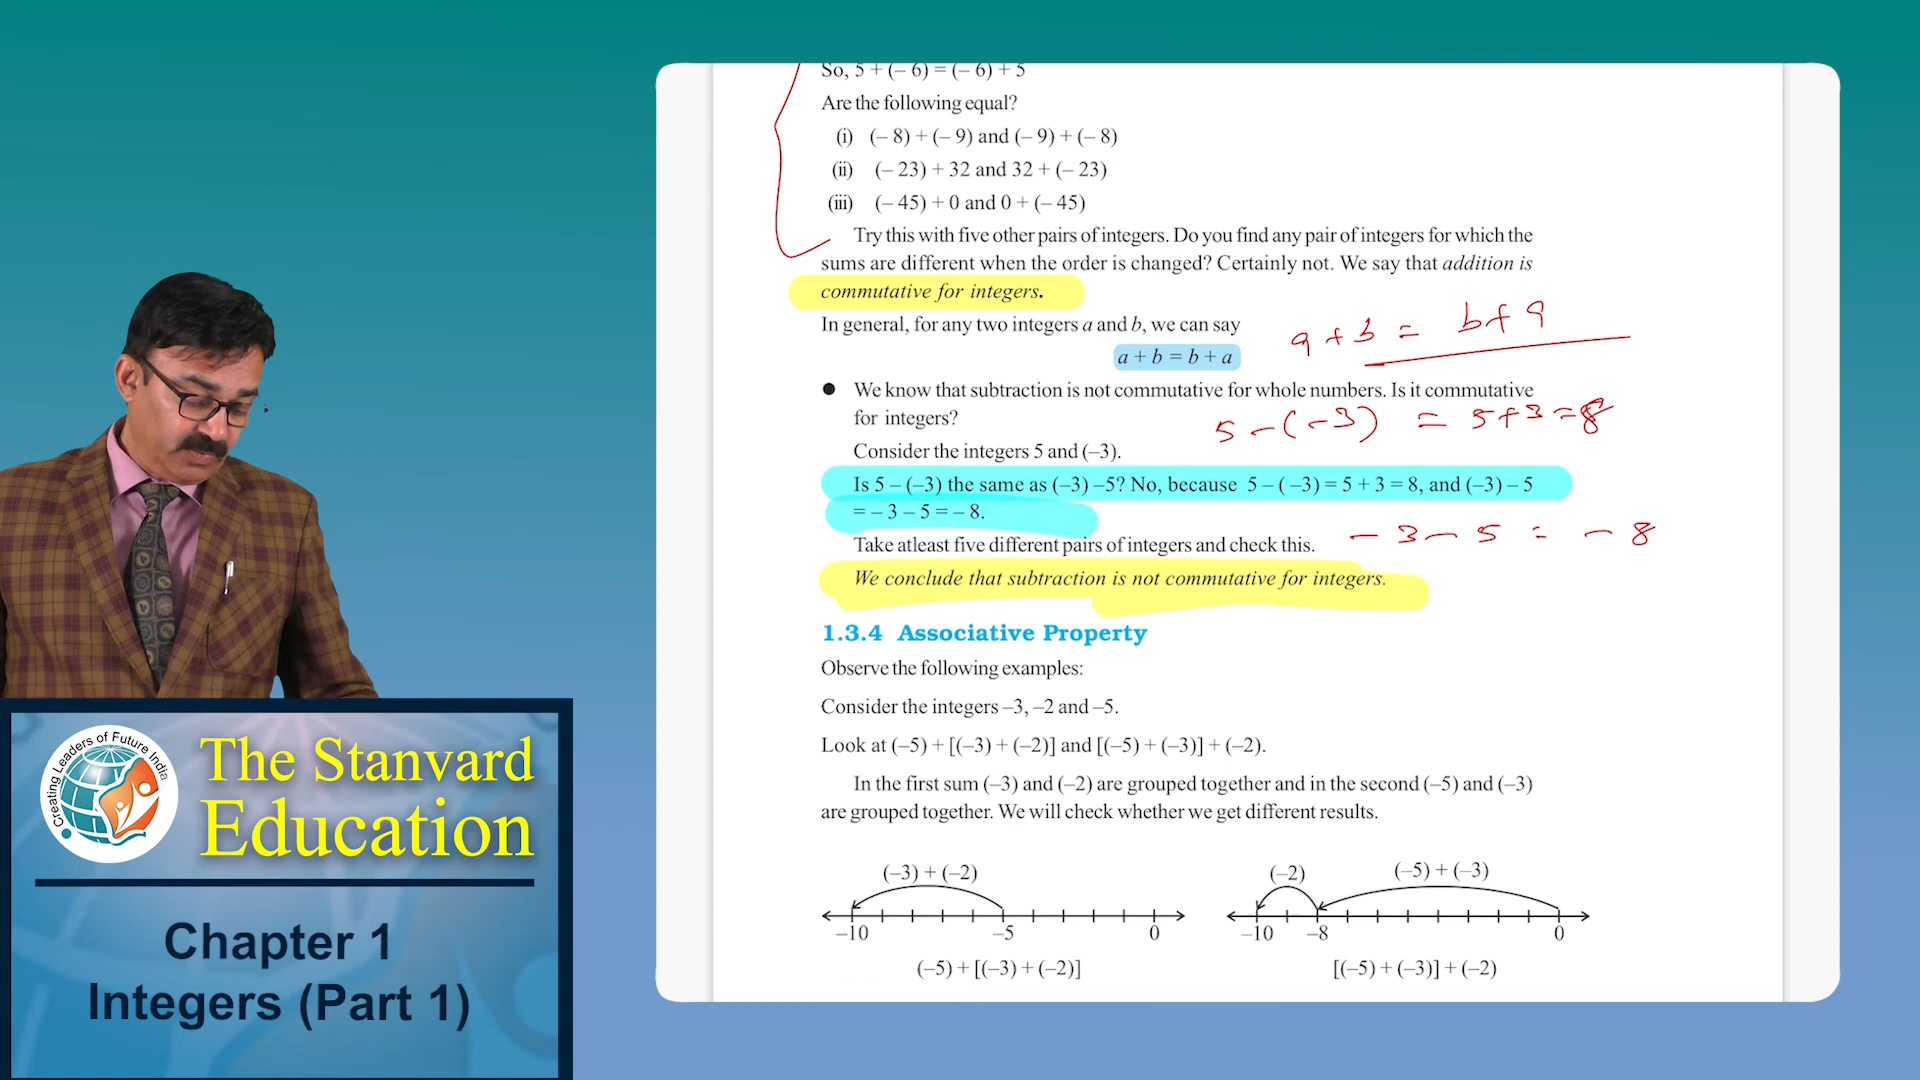 So, 5 + (– 6) = (– 6) + 5
Are the following equal?
(i) (– 8) + (– 9) and (– 9) + (– 8)
(ii) (– 23) + 32 and 32 + (– 23)
(iii) (– 45) + 0 and 0 + (– 45)
Try this with five other pairs of integers. Do you find any pair of integers for which the
sums are different when the order is changed? Certainly not. We say that addition is
commutative for integers.
In general, for any two integers a and b, we can say
a + b = b + a
a + b = b + a
● We know that subtraction is not commutative for whole numbers. Is it commutative
for integers?
5 – (–3) = 5 + 3 = 8
Consider the integers 5 and (–3).
Is 5 – (–3) the same as (–3) –5? No, because 5 – ( –3) = 5 + 3 = 8, and (–3) – 5
= – 3 – 5 = – 8.
Take atleast five different pairs of integers and check this.
– 3 – 5 = – 8
We conclude that subtraction is not commutative for integers.
1.3.4 Associative Property
Observe the following examples:
Consider the integers –3, –2 and –5.
Look at (–5) + [(–3) + (–2)] and [(–5) + (–3)] + (–2).
In the first sum (–3) and (–2) are grouped together and in the second (–5) and (–3)
are grouped together. We will check whether we get different results.
(–3) + (–2)
–10 –5 0
(–5) + [(–3) + (–2)]
(–2) (–5) + (–3)
–10 –8 0
[(–5) + (–3)] + (–2)
Creating Leaders of Future India
The Stanvard
Education
Chapter 1
Integers (Part 1)